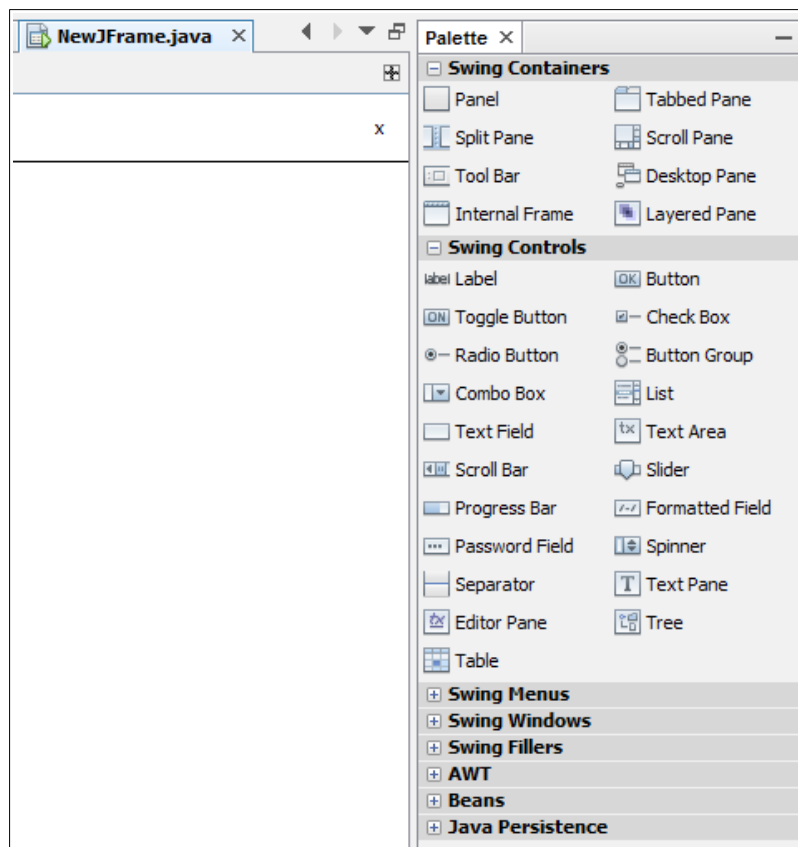 NewJFrame.java
x
Palette
Swing Containers
Panel Tabbed Pane
Split Pane Scroll Pane
Tool Bar Desktop Pane
Internal Frame Layered Pane
Swing Controls
label Label OK Button
ON Toggle Button Check Box
Radio Button Button Group
Combo Box List
Text Field tx Text Area
Scroll Bar Slider
Progress Bar Formatted Field
Password Field Spinner
Separator T Text Pane
tx Editor Pane Tree
Table
Swing Menus
Swing Windows
Swing Fillers
AWT
Beans
Java Persistence